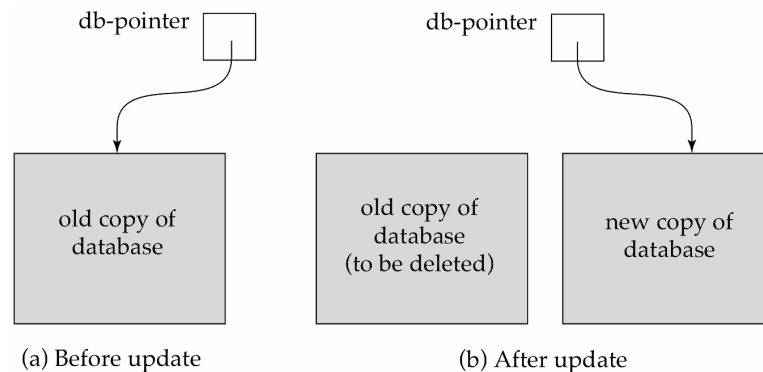 db-pointer
old copy of
database
(a) Before update
db-pointer
old copy of
database
(to be deleted)
new copy of
database
(b) After update